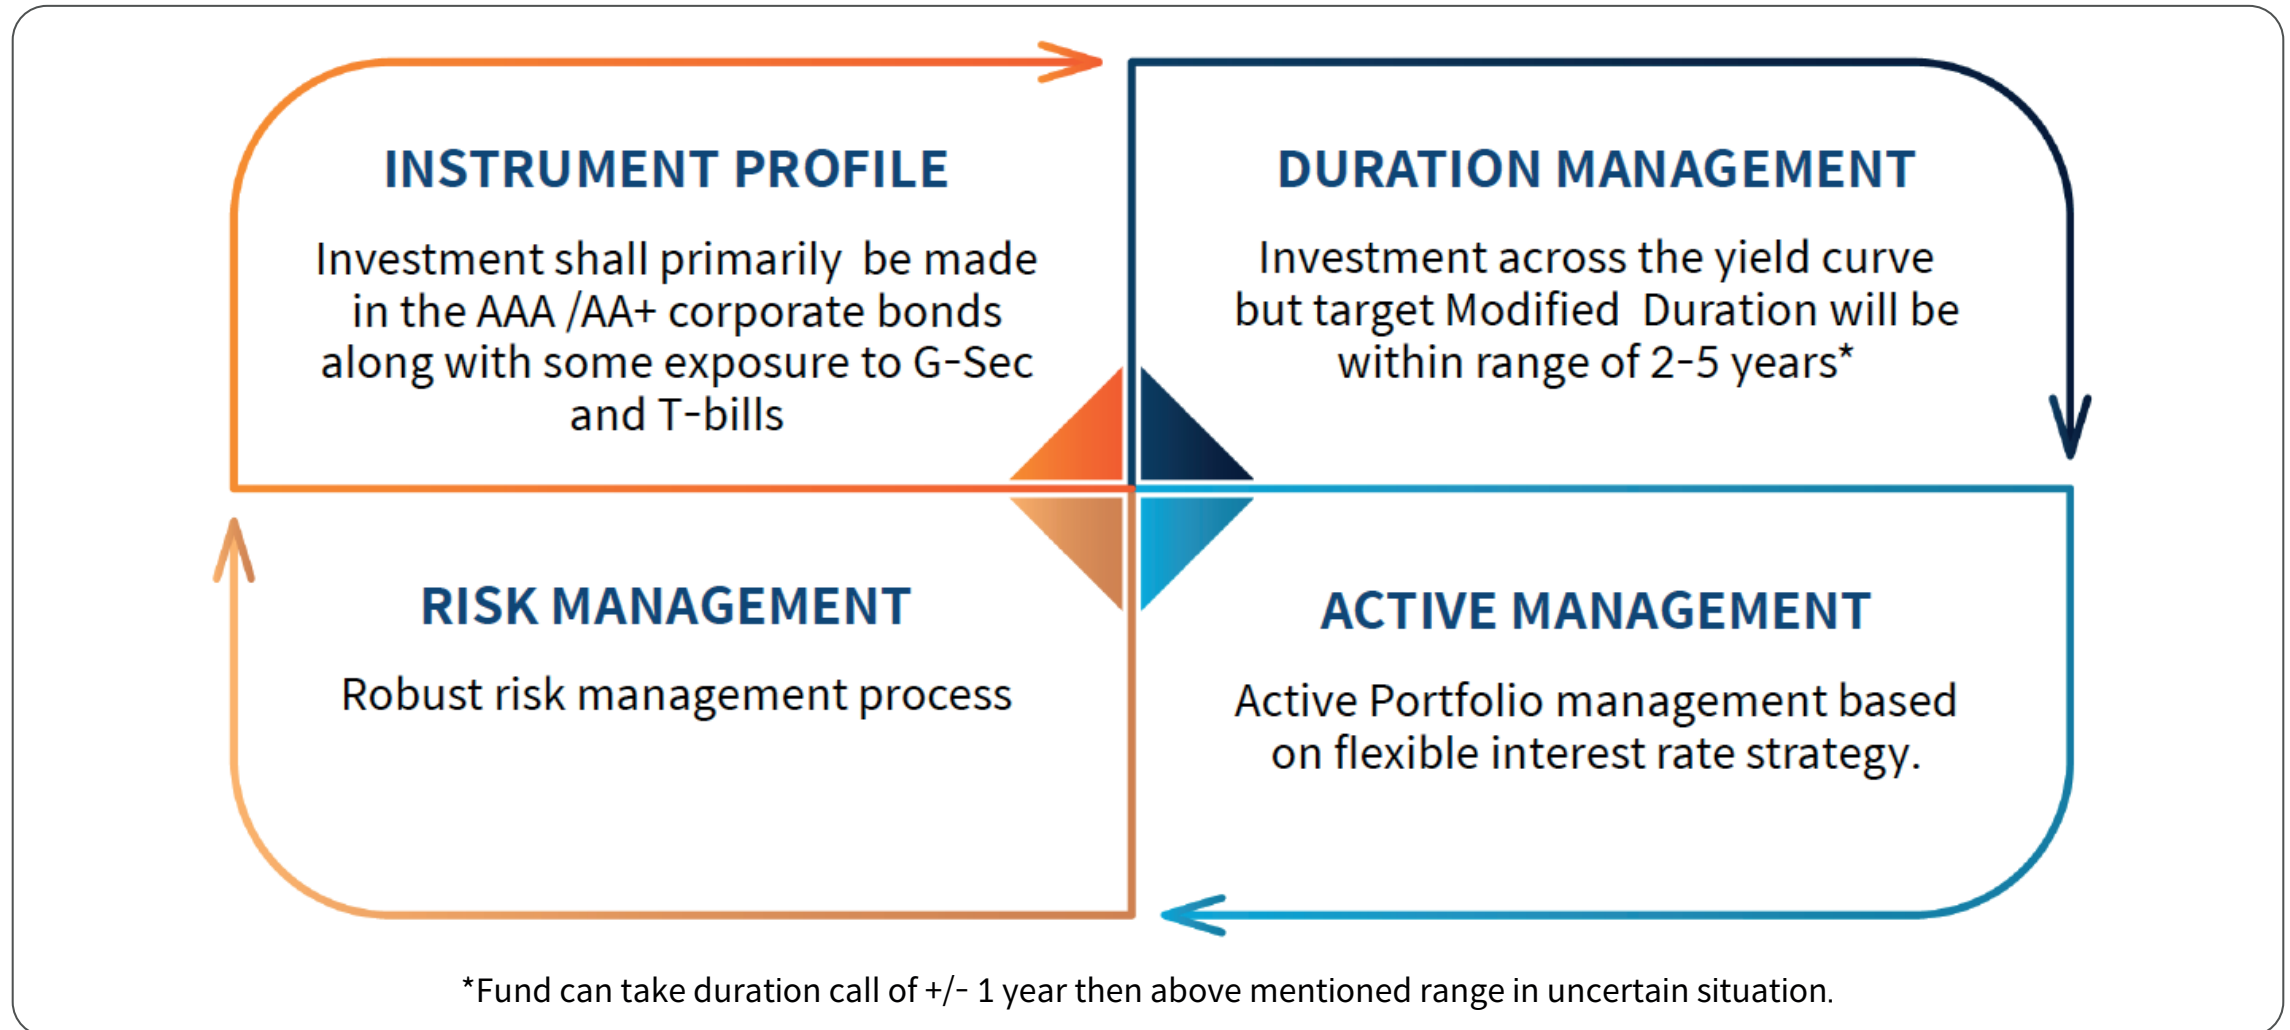 INSTRUMENT PROFILE
Investment shall primarily be made
in the AAA /AA+ corporate bonds
along with some exposure to G-Sec
and T-bills
DURATION MANAGEMENT
Investment across the yield curve
but target Modified Duration will be
within range of 2-5 years*
RISK MANAGEMENT
Robust risk management process
ACTIVE MANAGEMENT
Active Portfolio management based
on flexible interest rate strategy.
*Fund can take duration call of +/- 1 year then above mentioned range in uncertain situation.